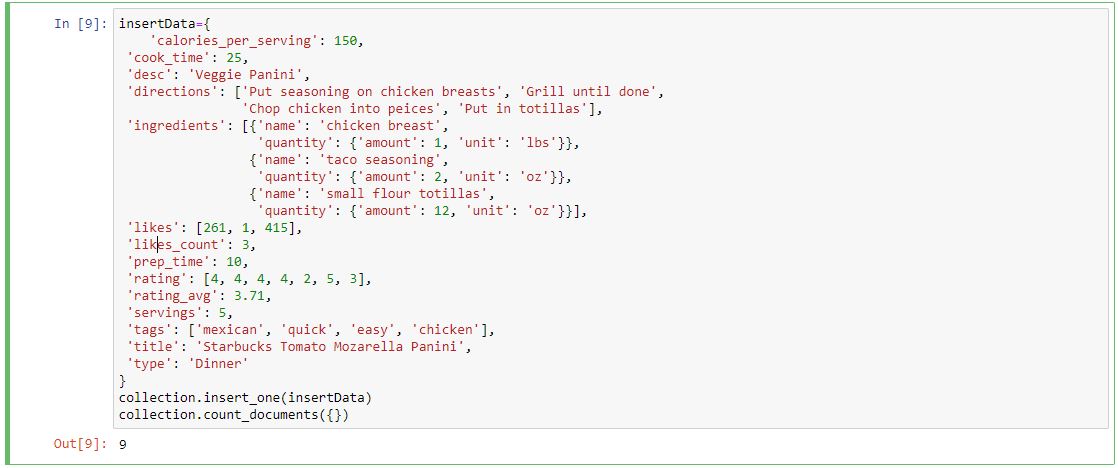 In [9]: insertData={
'calories_per_serving': 150,
'cook_time': 25,
'desc': 'Veggie Panini',
'directions': ['Put seasoning on chicken breasts', 'Grill until done',
'Chop chicken into peices', 'Put in totillas'],
'ingredients': [{'name': 'chicken breast',
'quantity': {'amount': 1, 'unit': 'lbs'}},
{'name': 'taco seasoning',
'quantity': {'amount': 2, 'unit': 'oz'}},
{'name': 'small flour totillas',
'quantity': {'amount': 12, 'unit': 'oz'}}],
'likes': [261, 1, 415],
'likes_count': 3,
'prep_time': 10,
'rating': [4, 4, 4, 4, 2, 5, 3],
'rating_avg': 3.71,
'servings': 5,
'tags': ['mexican', 'quick', 'easy', 'chicken'],
'title': 'Starbucks Tomato Mozarella Panini',
'type': 'Dinner'
}
collection.insert_one(insertData)
collection.count_documents({})
Out[9]: 9